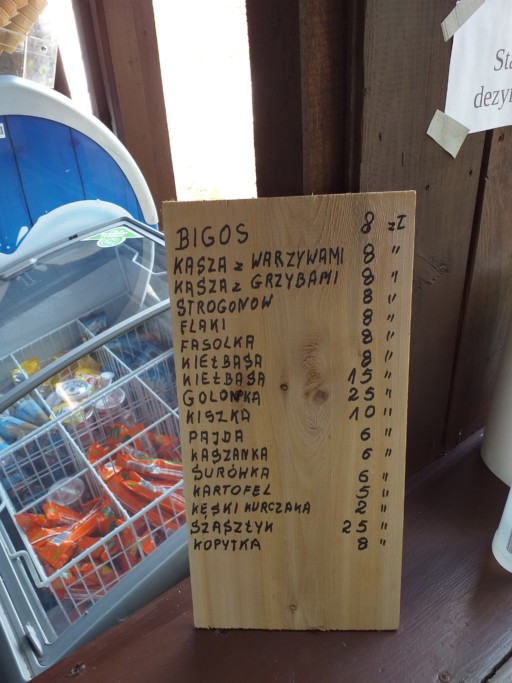 BIGOS 8 zł
KASZA z WARZYWAMI 8 "
KASZA z GRZYBAMI 8 "
STROGONOW 8 "
FLAKI 8 "
FASOLKA 8 "
KIEŁBASA 8 "
KIEŁBASA 15 "
GOLONKA 25 "
KISZKA 10 "
PAJDA 6 "
KASZANKA 6 "
SURÓWKA 6 "
KARTOFEL 5 "
KĘSKI KURCZAKA 2 "
SZASZŁYK 25 "
KOPYTKA 8 "